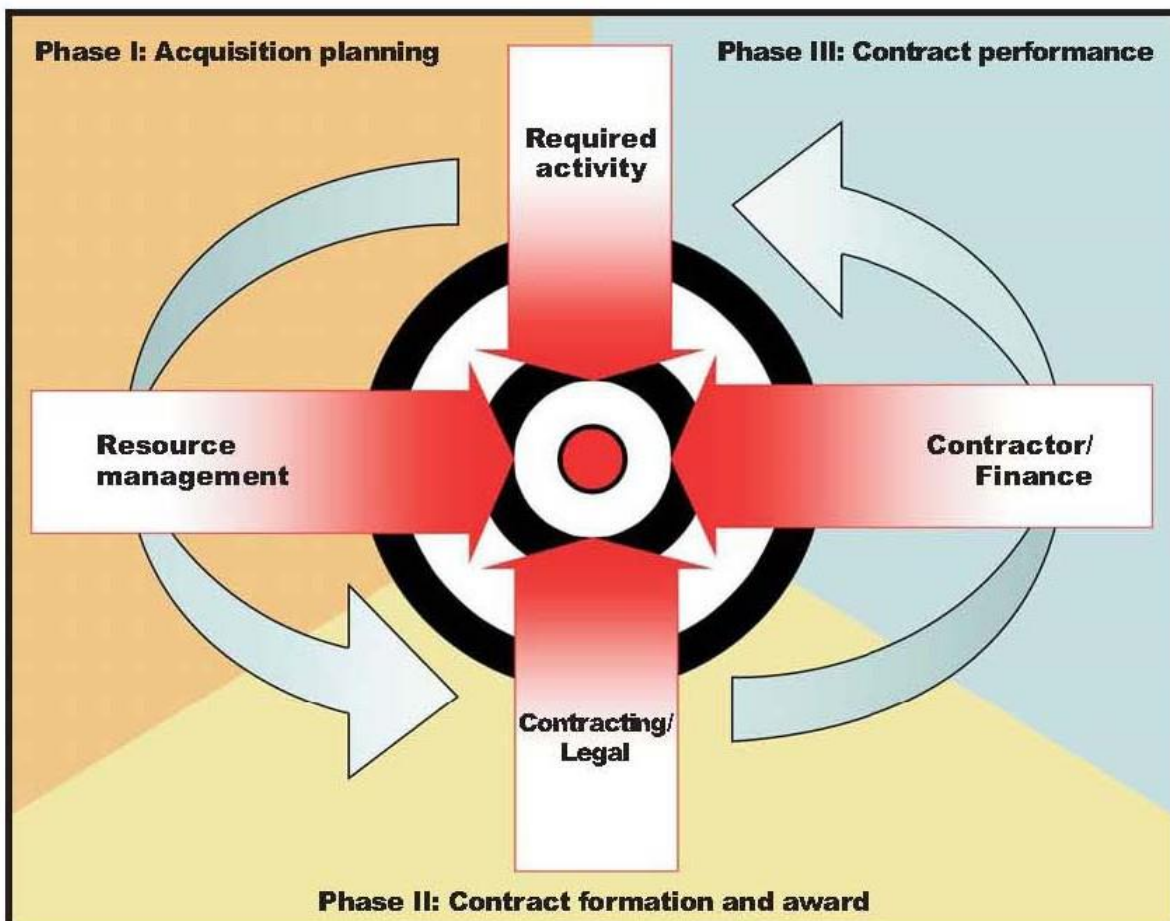 Phase I: Acquisition planning
Phase III: Contract performance
Required
activity
Resource
management
Contractor/
Finance
Contracting/
Legal
Phase II: Contract formation and award